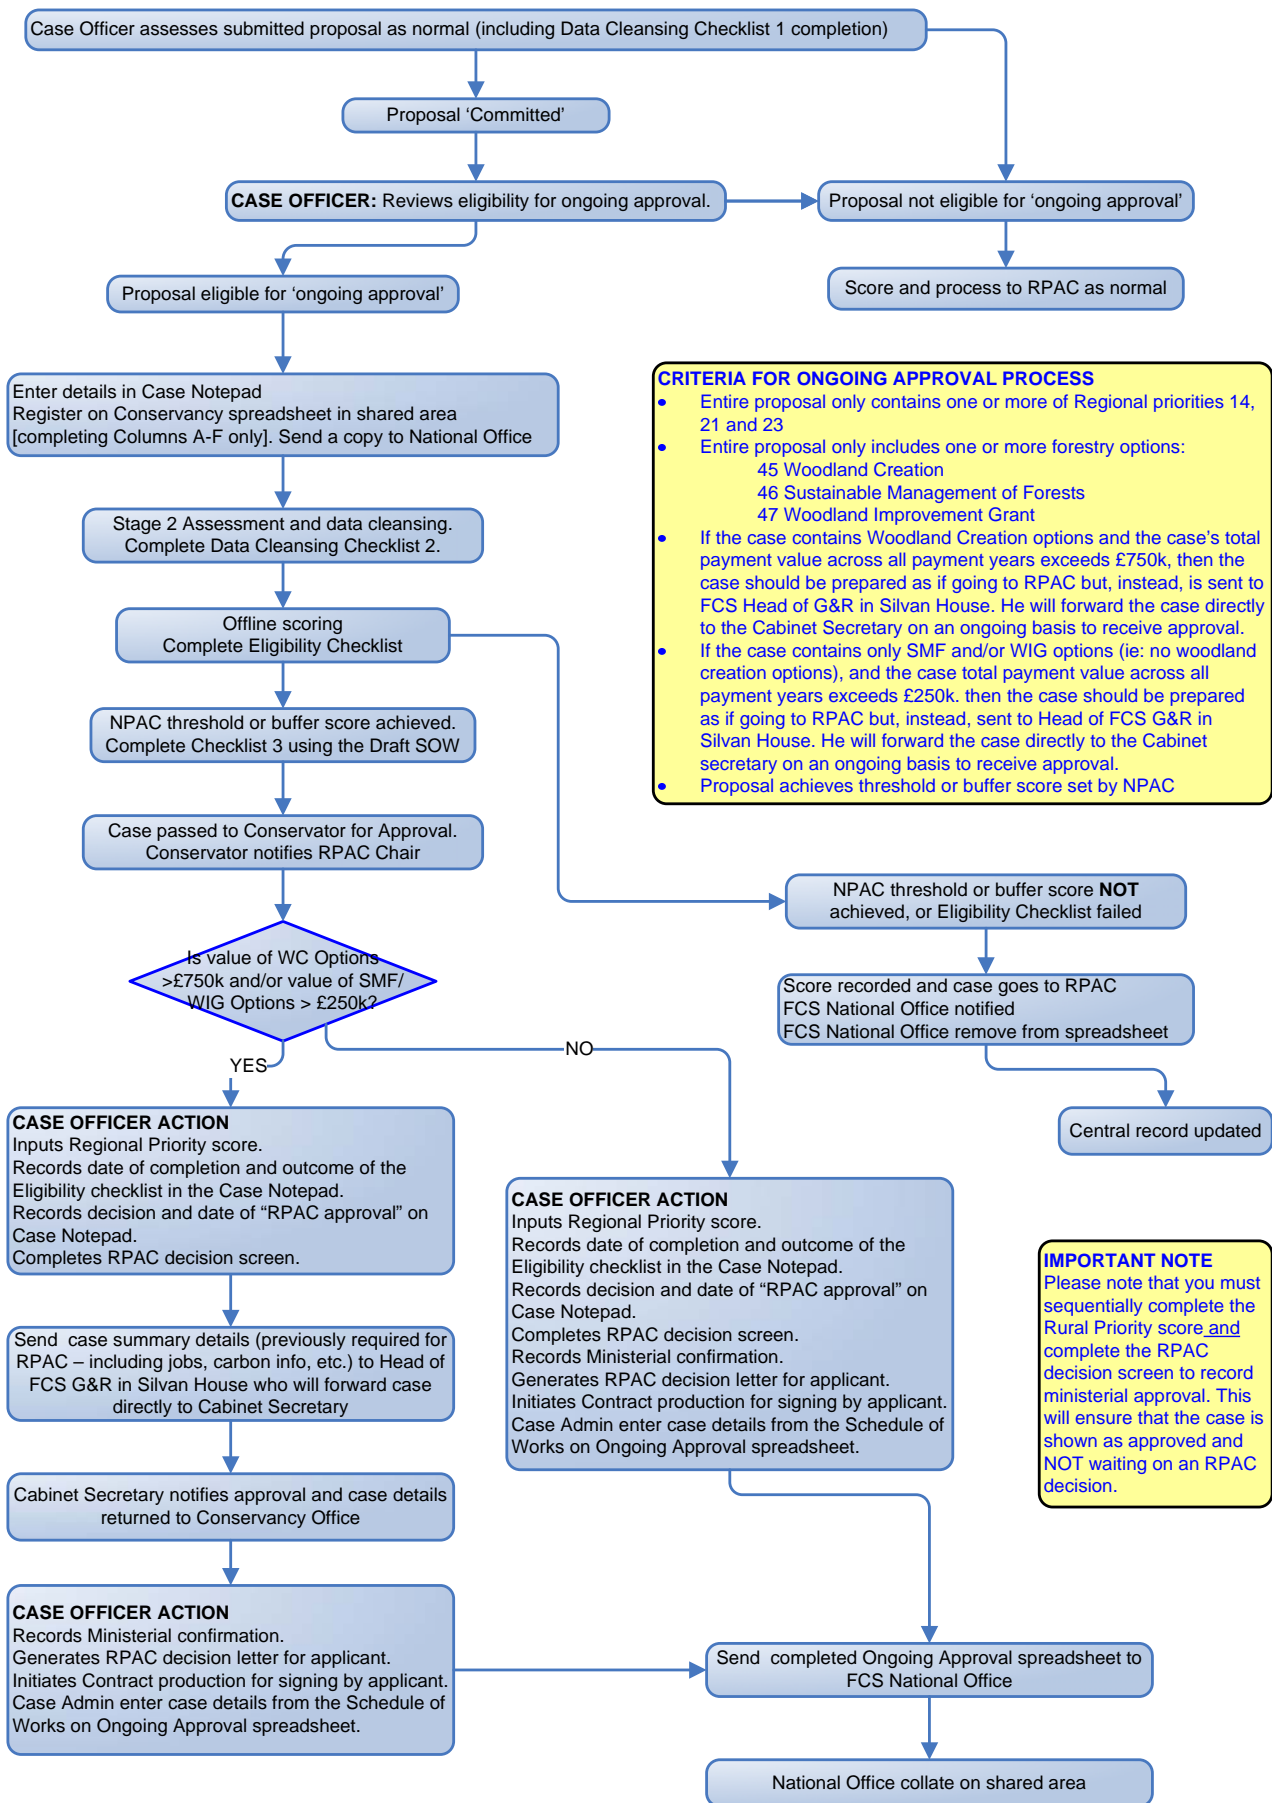 Case Officer assesses submitted proposal as normal (including Data Cleansing Checklist 1 completion)
Proposal ‘Committed’
CASE OFFICER: Reviews eligibility for ongoing approval.
Proposal not eligible for ‘ongoing approval’
Score and process to RPAC as normal
Proposal eligible for ‘ongoing approval’
Enter details in Case Notepad
Register on Conservancy spreadsheet in shared area
[completing Columns A-F only]. Send a copy to National Office
Stage 2 Assessment and data cleansing.
Complete Data Cleansing Checklist 2.
Offline scoring
Complete Eligibility Checklist
NPAC threshold or buffer score achieved.
Complete Checklist 3 using the Draft SOW
Case passed to Conservator for Approval.
Conservator notifies RPAC Chair
CRITERIA FOR ONGOING APPROVAL PROCESS
• Entire proposal only contains one or more of Regional priorities 14,
21 and 23
• Entire proposal only includes one or more forestry options:
45 Woodland Creation
46 Sustainable Management of Forests
47 Woodland Improvement Grant
• If the case contains Woodland Creation options and the case’s total
payment value across all payment years exceeds £750k, then the
case should be prepared as if going to RPAC but, instead, is sent to
FCS Head of G&R in Silvan House. He will forward the case directly
to the Cabinet Secretary on an ongoing basis to receive approval.
• If the case contains only SMF and/or WIG options (ie: no woodland
creation options), and the case total payment value across all
payment years exceeds £250k. then the case should be prepared
as if going to RPAC but, instead, sent to Head of FCS G&R in
Silvan House. He will forward the case directly to the Cabinet
secretary on an ongoing basis to receive approval.
• Proposal achieves threshold or buffer score set by NPAC
NPAC threshold or buffer score NOT
achieved, or Eligibility Checklist failed
Score recorded and case goes to RPAC
FCS National Office notified
FCS National Office remove from spreadsheet
Central record updated
Is value of WC Options
>£750k and/or value of SMF/
WIG Options > £250k?
YES
NO
CASE OFFICER ACTION
Inputs Regional Priority score.
Records date of completion and outcome of the
Eligibility checklist in the Case Notepad.
Records decision and date of “RPAC approval” on
Case Notepad.
Completes RPAC decision screen.
Send case summary details (previously required for
RPAC – including jobs, carbon info, etc.) to Head of
FCS G&R in Silvan House who will forward case
directly to Cabinet Secretary
Cabinet Secretary notifies approval and case details
returned to Conservancy Office
CASE OFFICER ACTION
Records Ministerial confirmation.
Generates RPAC decision letter for applicant.
Initiates Contract production for signing by applicant.
Case Admin enter case details from the Schedule of
Works on Ongoing Approval spreadsheet.
CASE OFFICER ACTION
Inputs Regional Priority score.
Records date of completion and outcome of the
Eligibility checklist in the Case Notepad.
Records decision and date of “RPAC approval” on
Case Notepad.
Completes RPAC decision screen.
Records Ministerial confirmation.
Generates RPAC decision letter for applicant.
Initiates Contract production for signing by applicant.
Case Admin enter case details from the Schedule of
Works on Ongoing Approval spreadsheet.
IMPORTANT NOTE
Please note that you must
sequentially complete the
Rural Priority score and
complete the RPAC
decision screen to record
ministerial approval. This
will ensure that the case is
shown as approved and
NOT waiting on an RPAC
decision.
Send completed Ongoing Approval spreadsheet to
FCS National Office
National Office collate on shared area